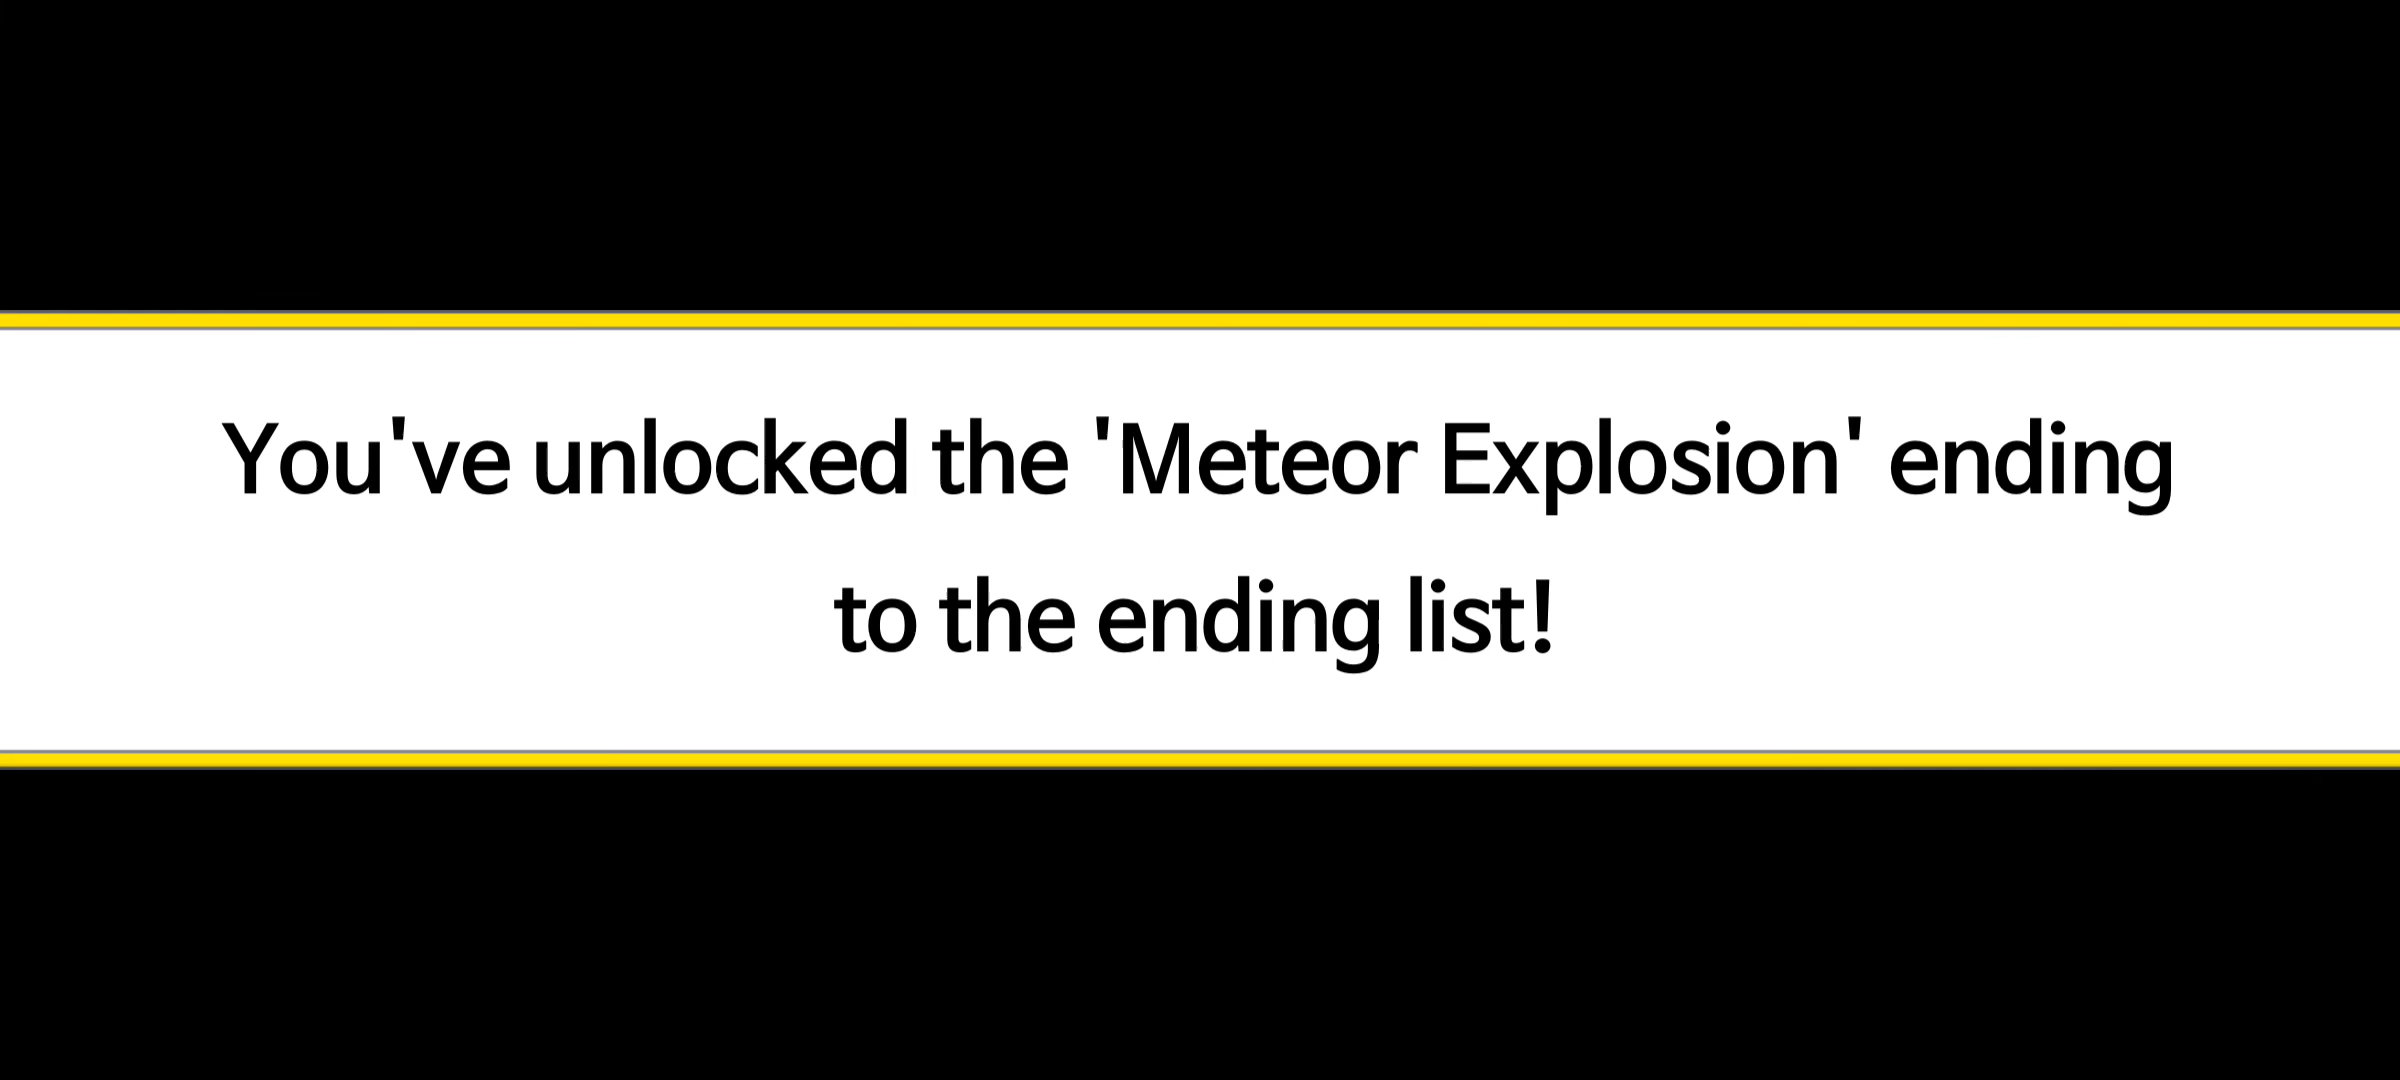 You've unlocked the 'Meteor Explosion' ending
to the ending list!